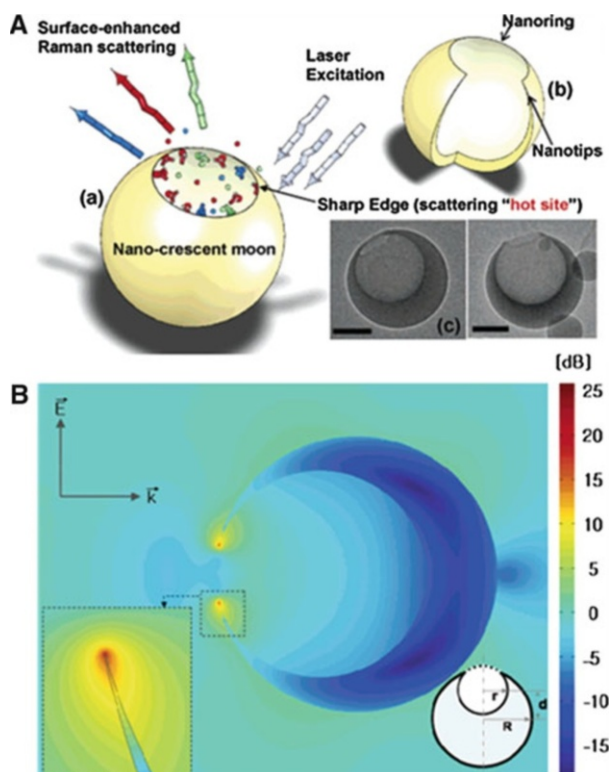 A
Surface-enhanced
Raman scattering
Laser
Excitation
Nanoring
(b)
Nanotips
(a)
Sharp Edge (scattering "hot site")
Nano-crescent moon
(c)
B
[dB]
E
k
25
20
15
10
5
0
-5
-10
-15
r
d
R